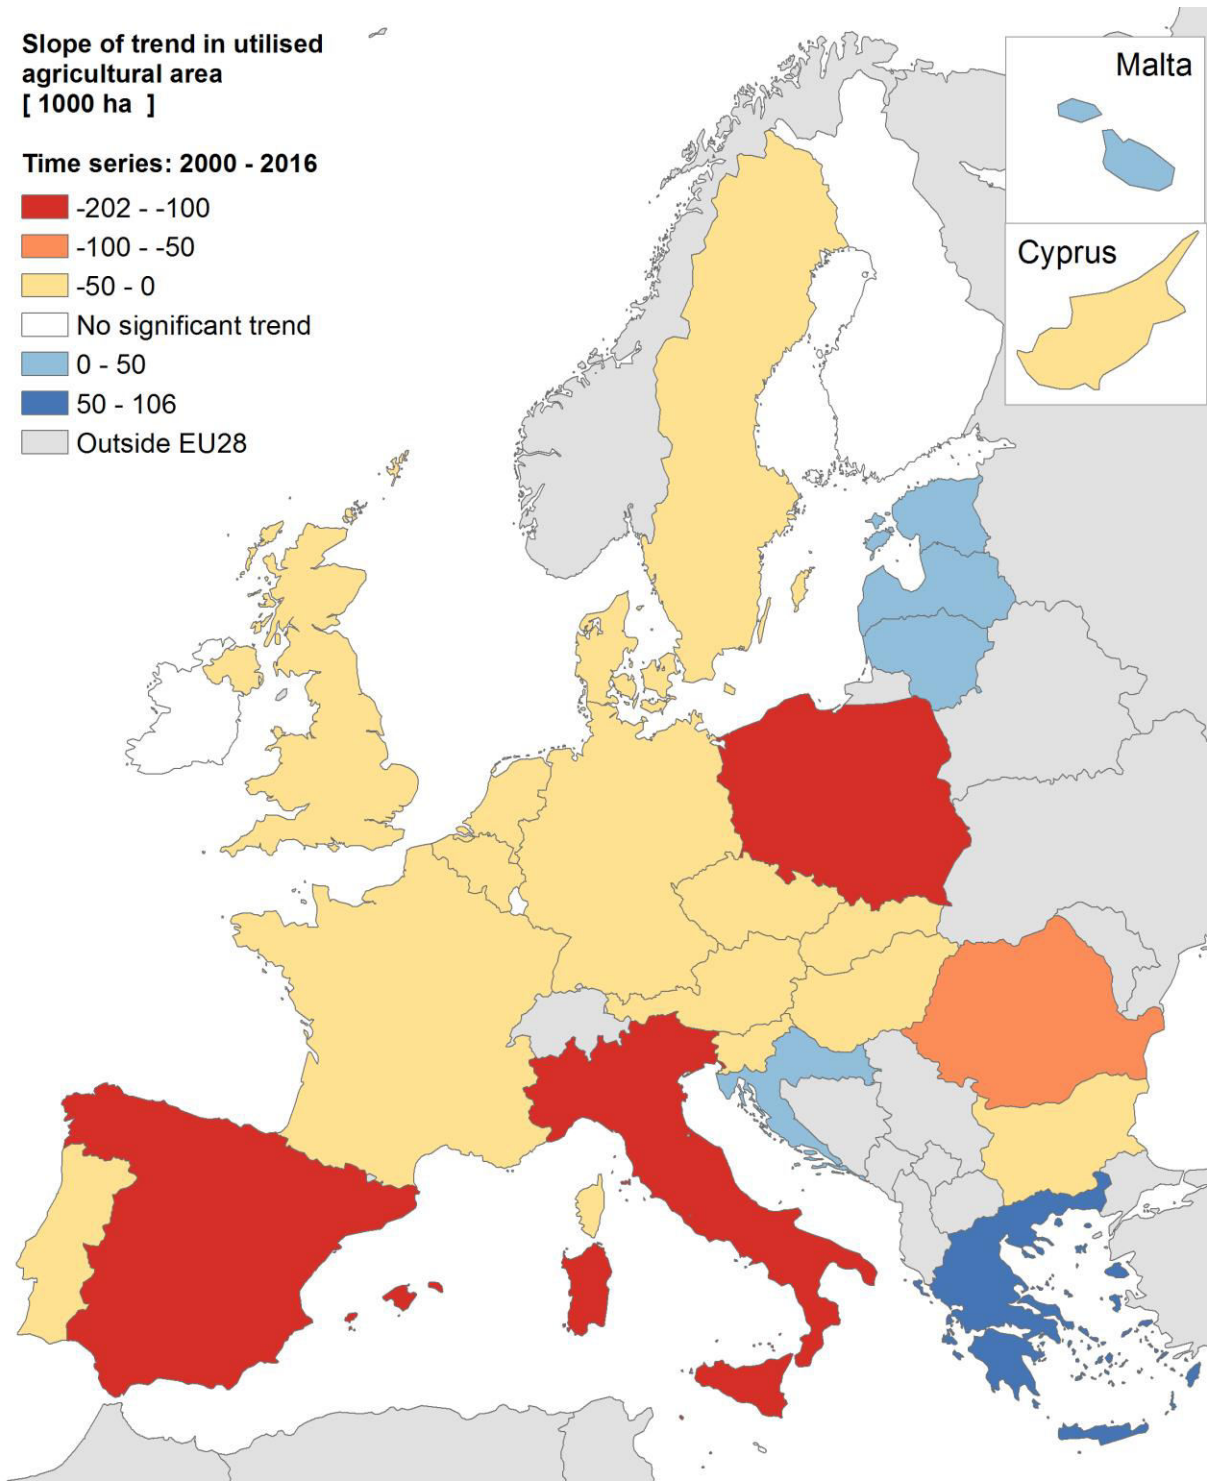 Slope of trend in utilised
agricultural area
[ 1000 ha  ]
Time series: 2000 - 2016
-202 - -100
-100 - -50
-50 - 0
No significant trend
0 - 50
50 - 106
Outside EU28
Malta
Cyprus